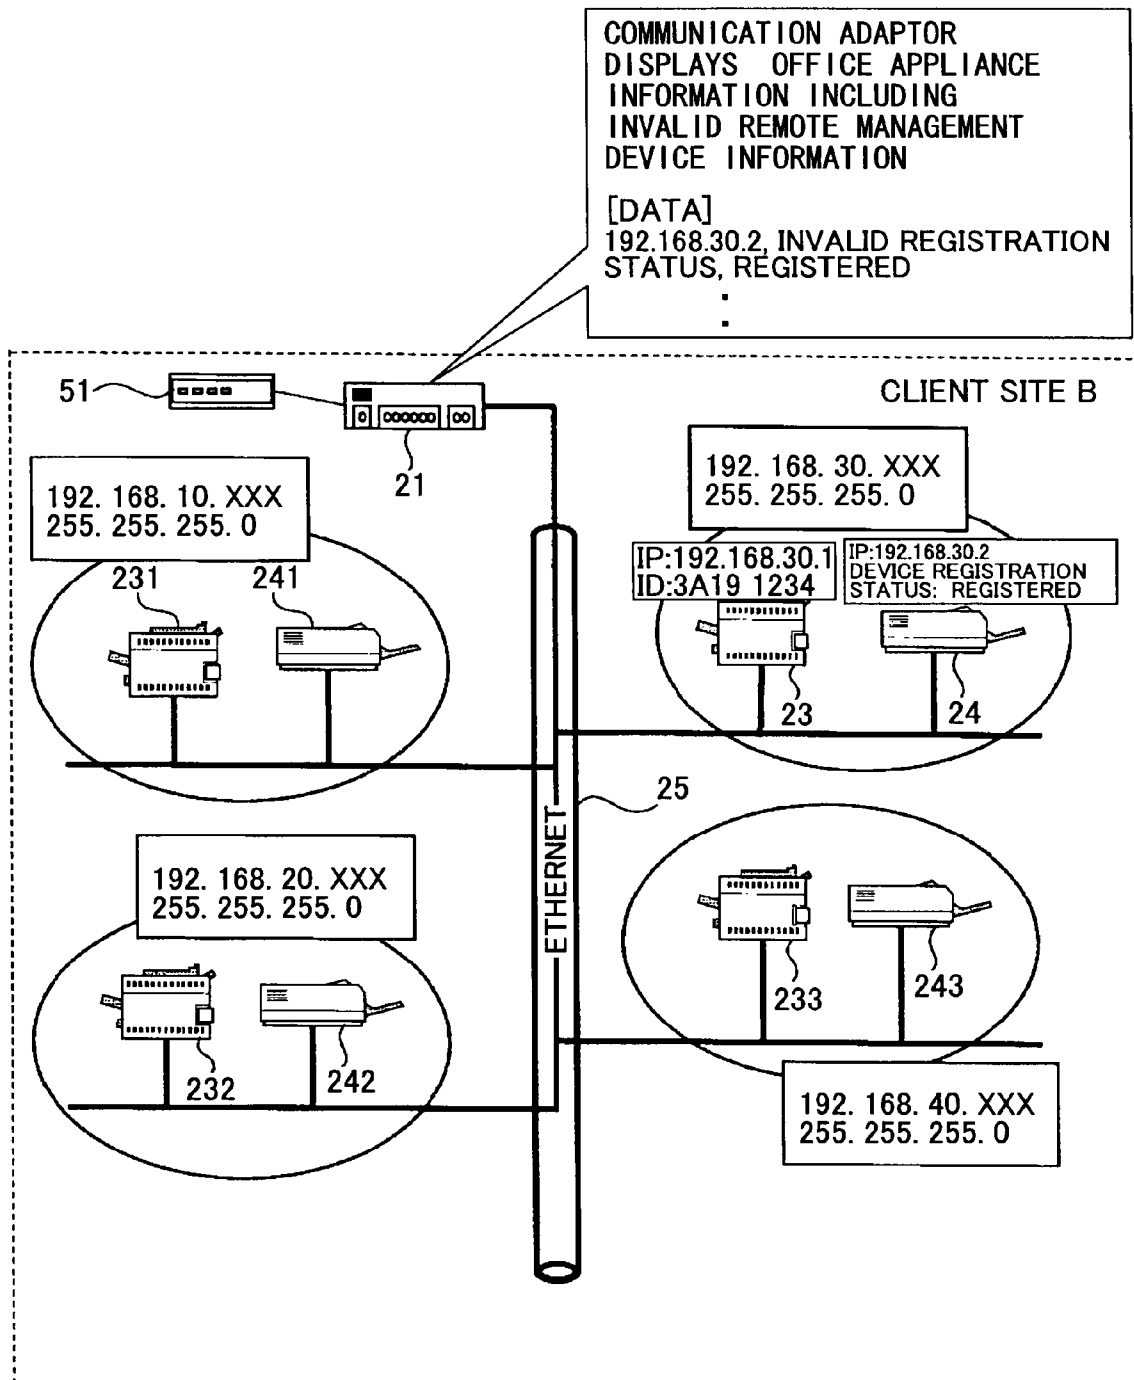 COMMUNICATION ADAPTOR
DISPLAYS OFFICE APPLIANCE
INFORMATION INCLUDING
INVALID REMOTE MANAGEMENT
DEVICE INFORMATION
[DATA]
192.168.30.2, INVALID REGISTRATION
STATUS, REGISTERED
.
.
51
21
CLIENT SITE B
192. 168. 10. XXX
255. 255. 255. 0
231
241
192. 168. 30. XXX
255. 255. 255. 0
IP:192.168.30.1
ID:3A19 1234
IP:192.168.30.2
DEVICE REGISTRATION
STATUS: REGISTERED
23
24
25
ETHERNET
192. 168. 20. XXX
255. 255. 255. 0
232
242
233
243
192. 168. 40. XXX
255. 255. 255. 0